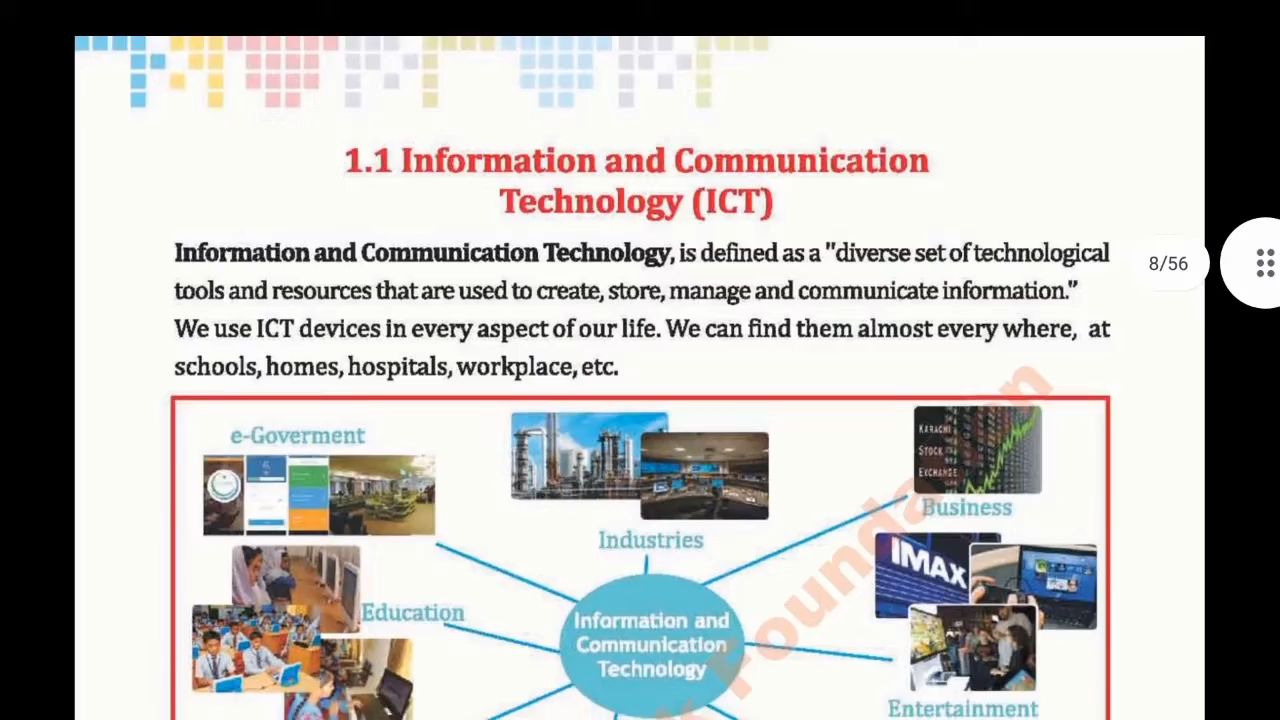 1.1 Information and Communication
Technology (ICT)
Information and Communication Technology, is defined as a "diverse set of technological
tools and resources that are used to create, store, manage and communicate information."
We use ICT devices in every aspect of our life. We can find them almost every where, at
schools, homes, hospitals, workplace, etc.
8/56
e-Goverment
Industries
KARACHI
STOCK
EXCHANGE
Business
IMAX
Education
Information and
Communication
Technology
Entertainment
Foundation